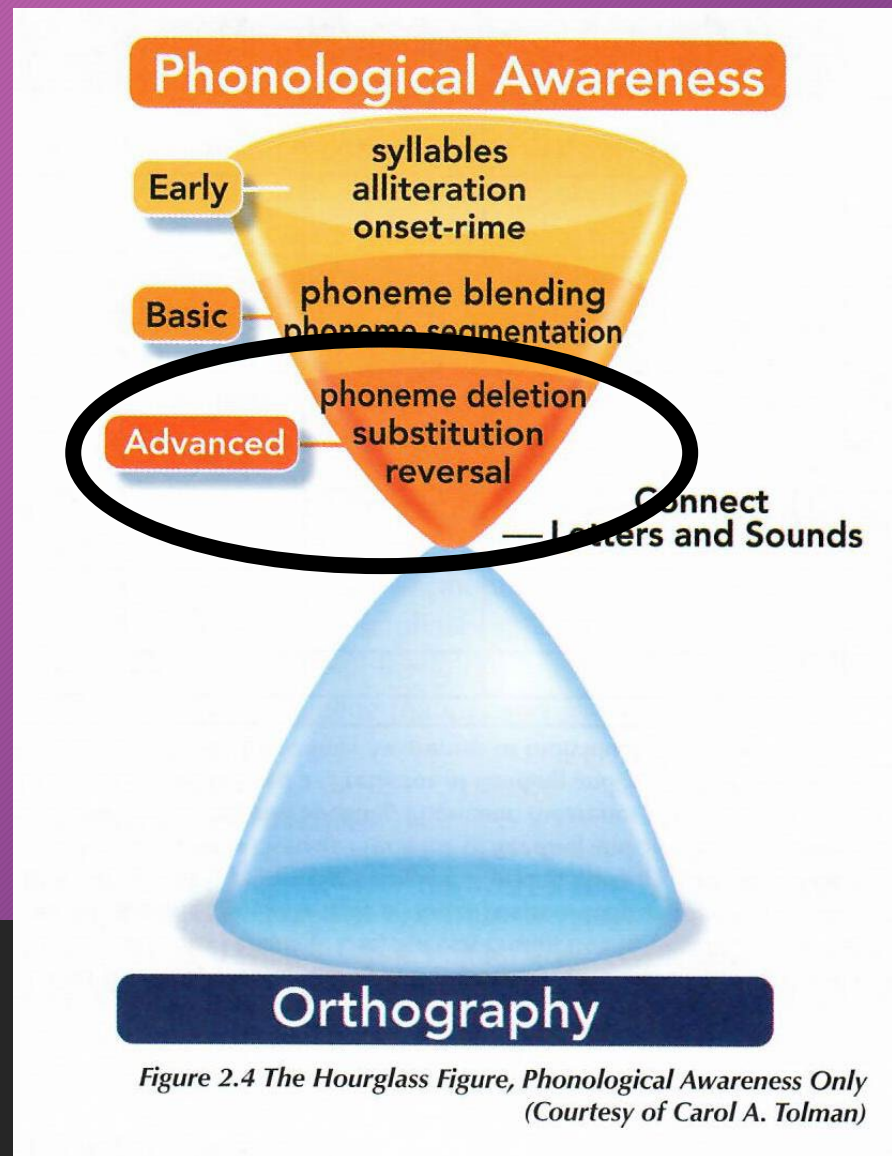 Phonological Awareness
Early
syllables
alliteration
onset-rime
Basic
phoneme blending
phoneme segmentation
Advanced
phoneme deletion
substitution
reversal
Connect
Letters and Sounds
Orthography
Figure 2.4 The Hourglass Figure, Phonological Awareness Only
(Courtesy of Carol A. Tolman)